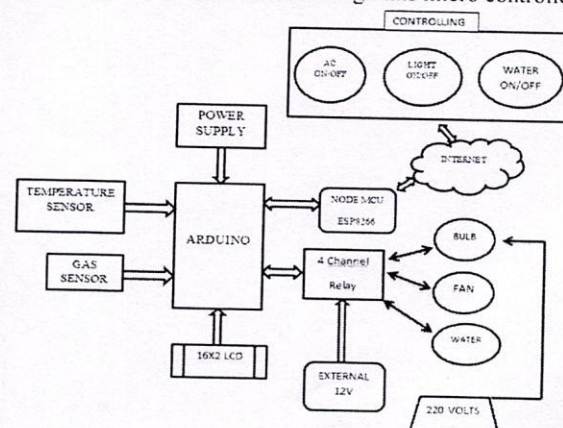 CONTROLLING
AC
ON/OFF
LIGHT
ON/OFF
WATER
ON/OFF
POWER
SUPPLY
INTERNET
TEMPERATURE
SENSOR
NODE MCU
ESP8266
ARDUINO
BULB
GAS
SENSOR
4 Channel
Relay
FAN
16X2 LCD
WATER
EXTERNAL
12V
220 VOLTS